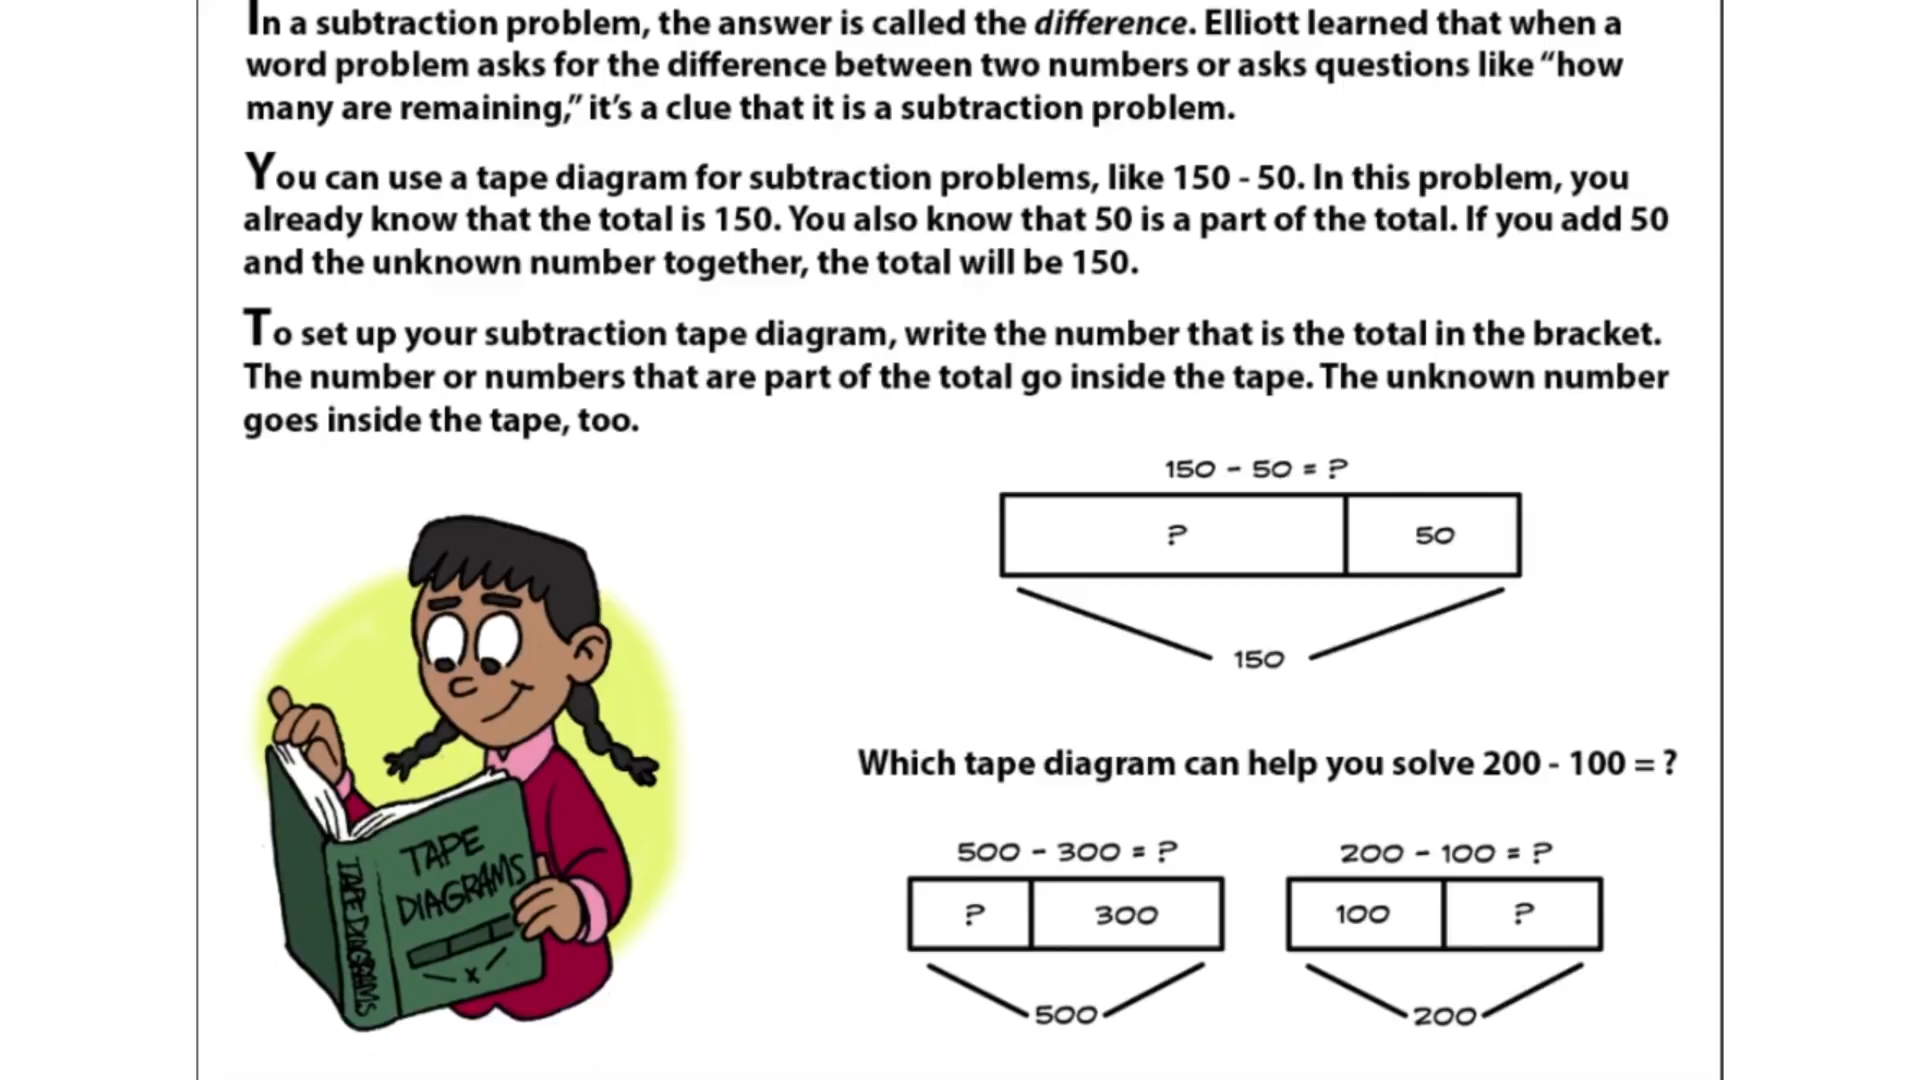 In a subtraction problem, the answer is called the difference. Elliott learned that when a
word problem asks for the difference between two numbers or asks questions like “how
many are remaining,” it’s a clue that it is a subtraction problem.
You can use a tape diagram for subtraction problems, like 150 - 50. In this problem, you
already know that the total is 150. You also know that 50 is a part of the total. If you add 50
and the unknown number together, the total will be 150.
To set up your subtraction tape diagram, write the number that is the total in the bracket.
The number or numbers that are part of the total go inside the tape. The unknown number
goes inside the tape, too.
150 - 50 = ?
? 50
150
TAPE
DIAGRAMS
x
TAPE DIAGRAMS
Which tape diagram can help you solve 200 - 100 = ?
500 - 300 = ?
? 300
500
200 - 100 = ?
100 ?
200